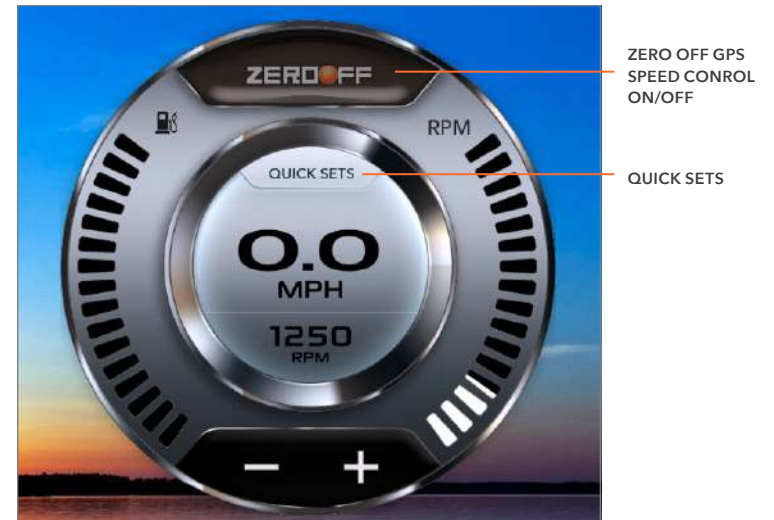 ZERO OFF GPS
SPEED CONROL
ON/OFF
ZEROOFF
RPM
QUICK SETS
QUICK SETS
0.0
MPH
1250
RPM
− +